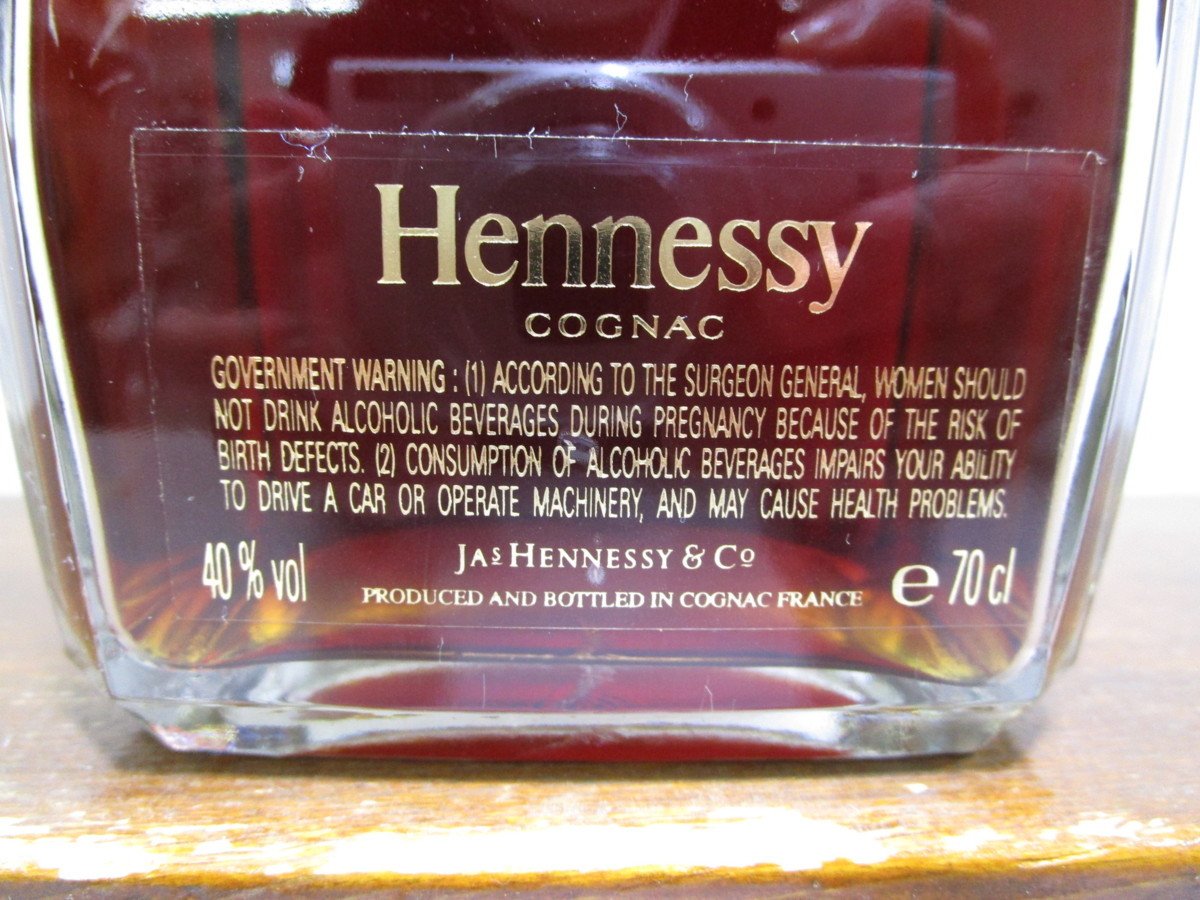 Hennessy
COGNAC
GOVERNMENT WARNING : (1) ACCORDING TO THE SURGEON GENERAL, WOMEN SHOULD
NOT DRINK ALCOHOLIC BEVERAGES DURING PREGNANCY BECAUSE OF THE RISK OF
BIRTH DEFECTS. (2) CONSUMPTION OF ALCOHOLIC BEVERAGES IMPAIRS YOUR ABILITY
TO DRIVE A CAR OR OPERATE MACHINERY, AND MAY CAUSE HEALTH PROBLEMS.
JAS HENNESSY & Cº
40 % vol
PRODUCED AND BOTTLED IN COGNAC FRANCE
℮ 70 cl